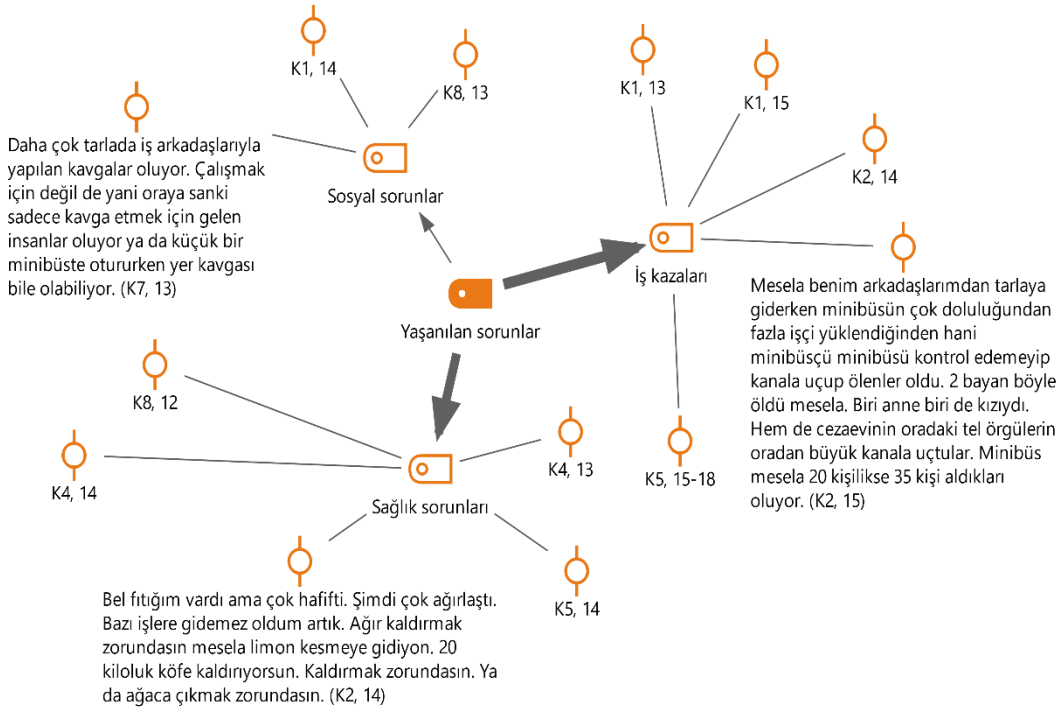 K1, 14
K8, 13
Daha çok tarlada iş arkadaşlarıyla
yapılan kavgalar oluyor. Çalışmak
için değil de yani oraya sanki
sadece kavga etmek için gelen
insanlar oluyor ya da küçük bir
minibüste otururken yer kavgası
bile olabiliyor. (K7, 13)
Sosyal sorunlar
K1, 13
K1, 15
K2, 14
İş kazaları
Mesela benim arkadaşlarımdan tarlaya
giderken minibüsün çok doluluğundan
fazla işçi yüklendiğinden hani
minibüsçü minibüsü kontrol edemeyip
kanala uçup ölenler oldu. 2 bayan böyle
öldü mesela. Biri anne biri de kızıydı.
Hem de cezaevinin oradaki tel örgülerin
oradan büyük kanala uçtular. Minibüs
mesela 20 kişilikse 35 kişi aldıkları
oluyor. (K2, 15)
K5, 15-18
Yaşanılan sorunlar
K8, 12
K4, 14
K4, 13
Sağlık sorunları
K5, 14
Bel fıtığım vardı ama çok hafifti. Şimdi çok ağırlaştı.
Bazı işlere gidemez oldum artık. Ağır kaldırmak
zorundasın mesela limon kesmeye gidiyon. 20
kiloluk köfe kaldırıyorsun. Kaldırmak zorundasın. Ya
da ağaca çıkmak zorundasın. (K2, 14)